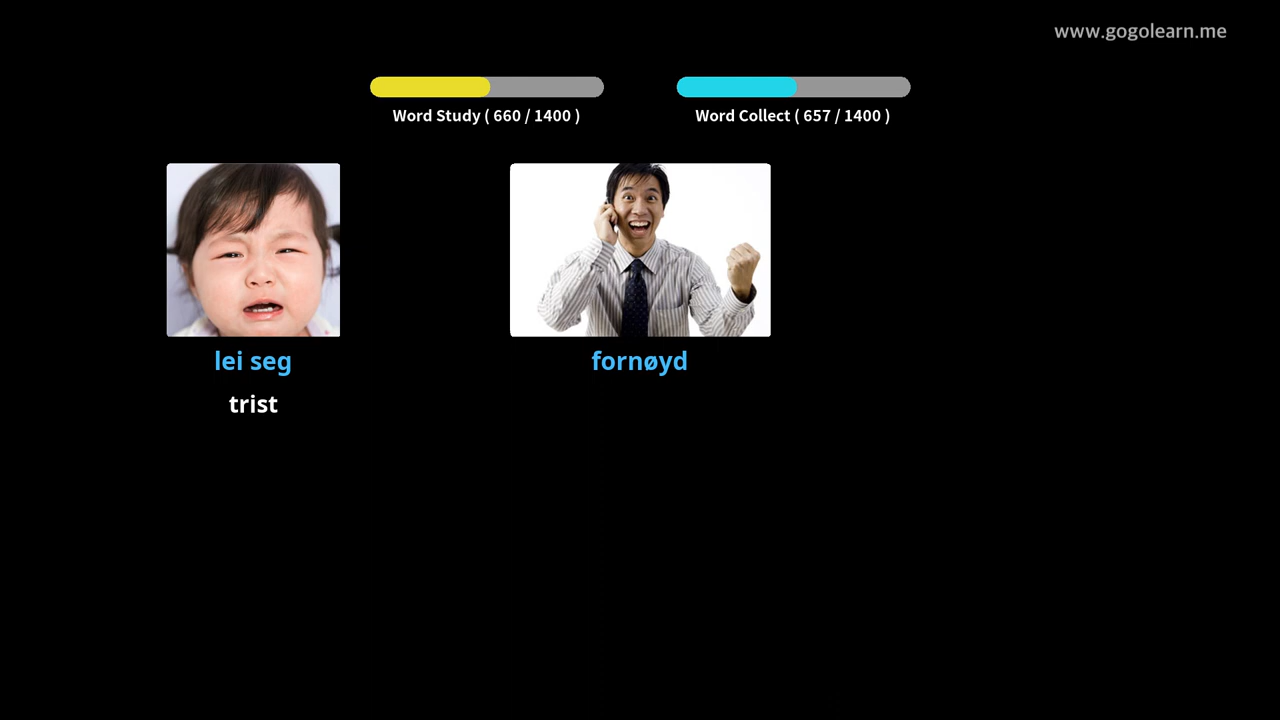 www.gogolearn.me
Word Study ( 660 / 1400 )
Word Collect ( 657 / 1400 )
lei seg
fornøyd
trist